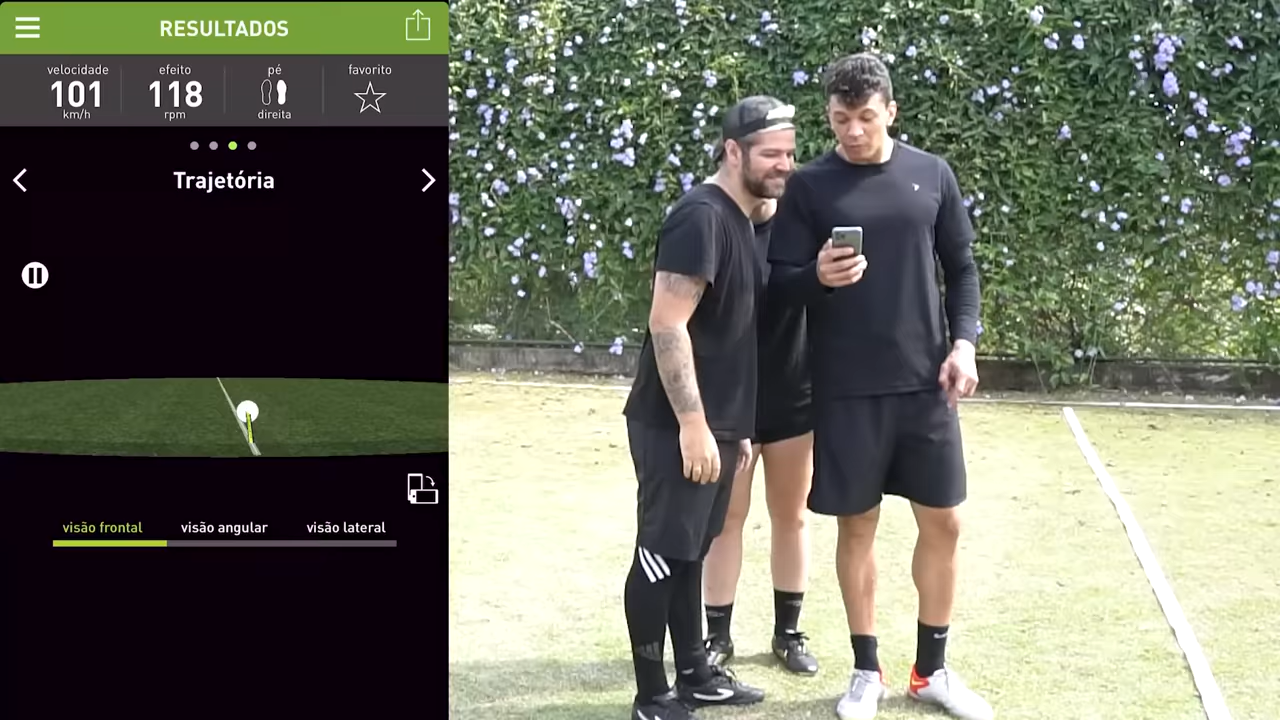 RESULTADOS
velocidade efeito pé favorito
101 118
km/h rpm direita
Trajetória
visão frontal visão angular visão lateral